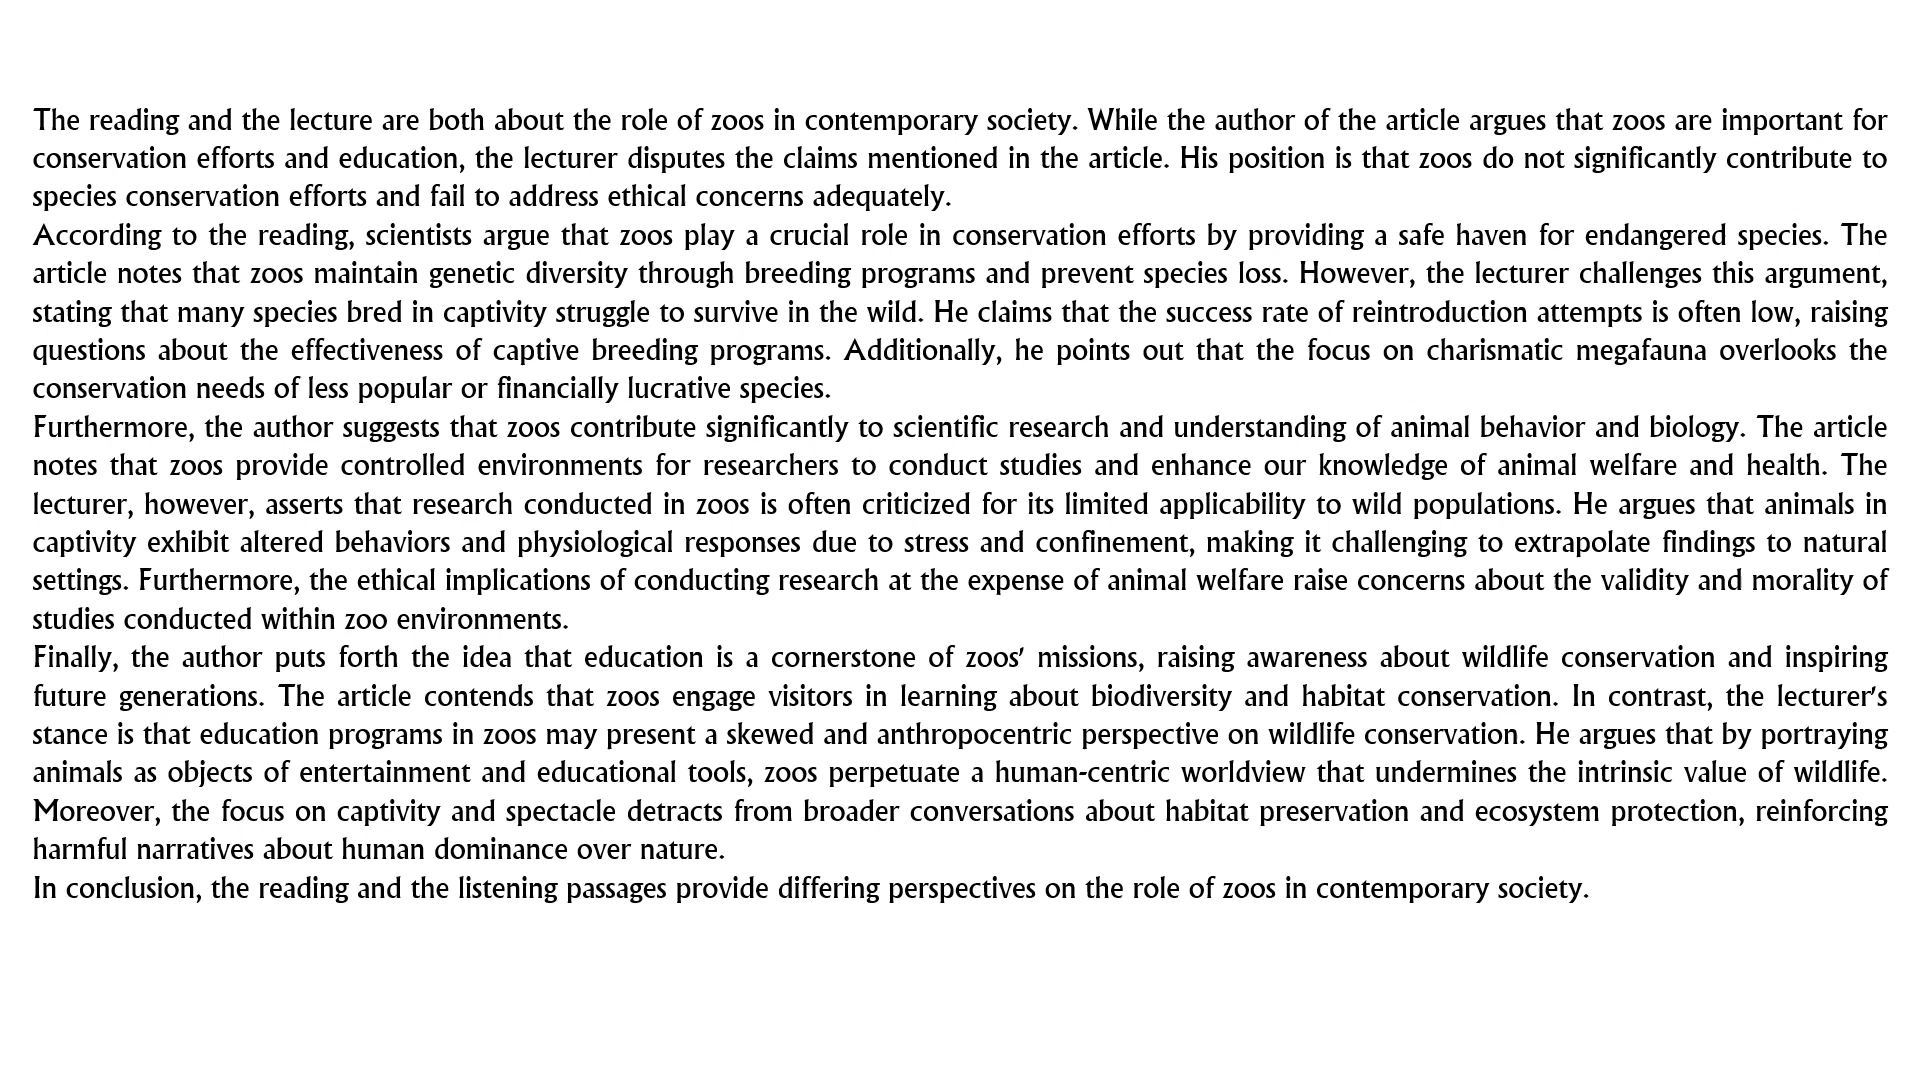 The reading and the lecture are both about the role of zoos in contemporary society. While the author of the article argues that zoos are important for
conservation efforts and education, the lecturer disputes the claims mentioned in the article. His position is that zoos do not significantly contribute to
species conservation efforts and fail to address ethical concerns adequately.
According to the reading, scientists argue that zoos play a crucial role in conservation efforts by providing a safe haven for endangered species. The
article notes that zoos maintain genetic diversity through breeding programs and prevent species loss. However, the lecturer challenges this argument,
stating that many species bred in captivity struggle to survive in the wild. He claims that the success rate of reintroduction attempts is often low, raising
questions about the effectiveness of captive breeding programs. Additionally, he points out that the focus on charismatic megafauna overlooks the
conservation needs of less popular or financially lucrative species.
Furthermore, the author suggests that zoos contribute significantly to scientific research and understanding of animal behavior and biology. The article
notes that zoos provide controlled environments for researchers to conduct studies and enhance our knowledge of animal welfare and health. The
lecturer, however, asserts that research conducted in zoos is often criticized for its limited applicability to wild populations. He argues that animals in
captivity exhibit altered behaviors and physiological responses due to stress and confinement, making it challenging to extrapolate findings to natural
settings. Furthermore, the ethical implications of conducting research at the expense of animal welfare raise concerns about the validity and morality of
studies conducted within zoo environments.
Finally, the author puts forth the idea that education is a cornerstone of zoos' missions, raising awareness about wildlife conservation and inspiring
future generations. The article contends that zoos engage visitors in learning about biodiversity and habitat conservation. In contrast, the lecturer's
stance is that education programs in zoos may present a skewed and anthropocentric perspective on wildlife conservation. He argues that by portraying
animals as objects of entertainment and educational tools, zoos perpetuate a human-centric worldview that undermines the intrinsic value of wildlife.
Moreover, the focus on captivity and spectacle detracts from broader conversations about habitat preservation and ecosystem protection, reinforcing
harmful narratives about human dominance over nature.
In conclusion, the reading and the listening passages provide differing perspectives on the role of zoos in contemporary society.